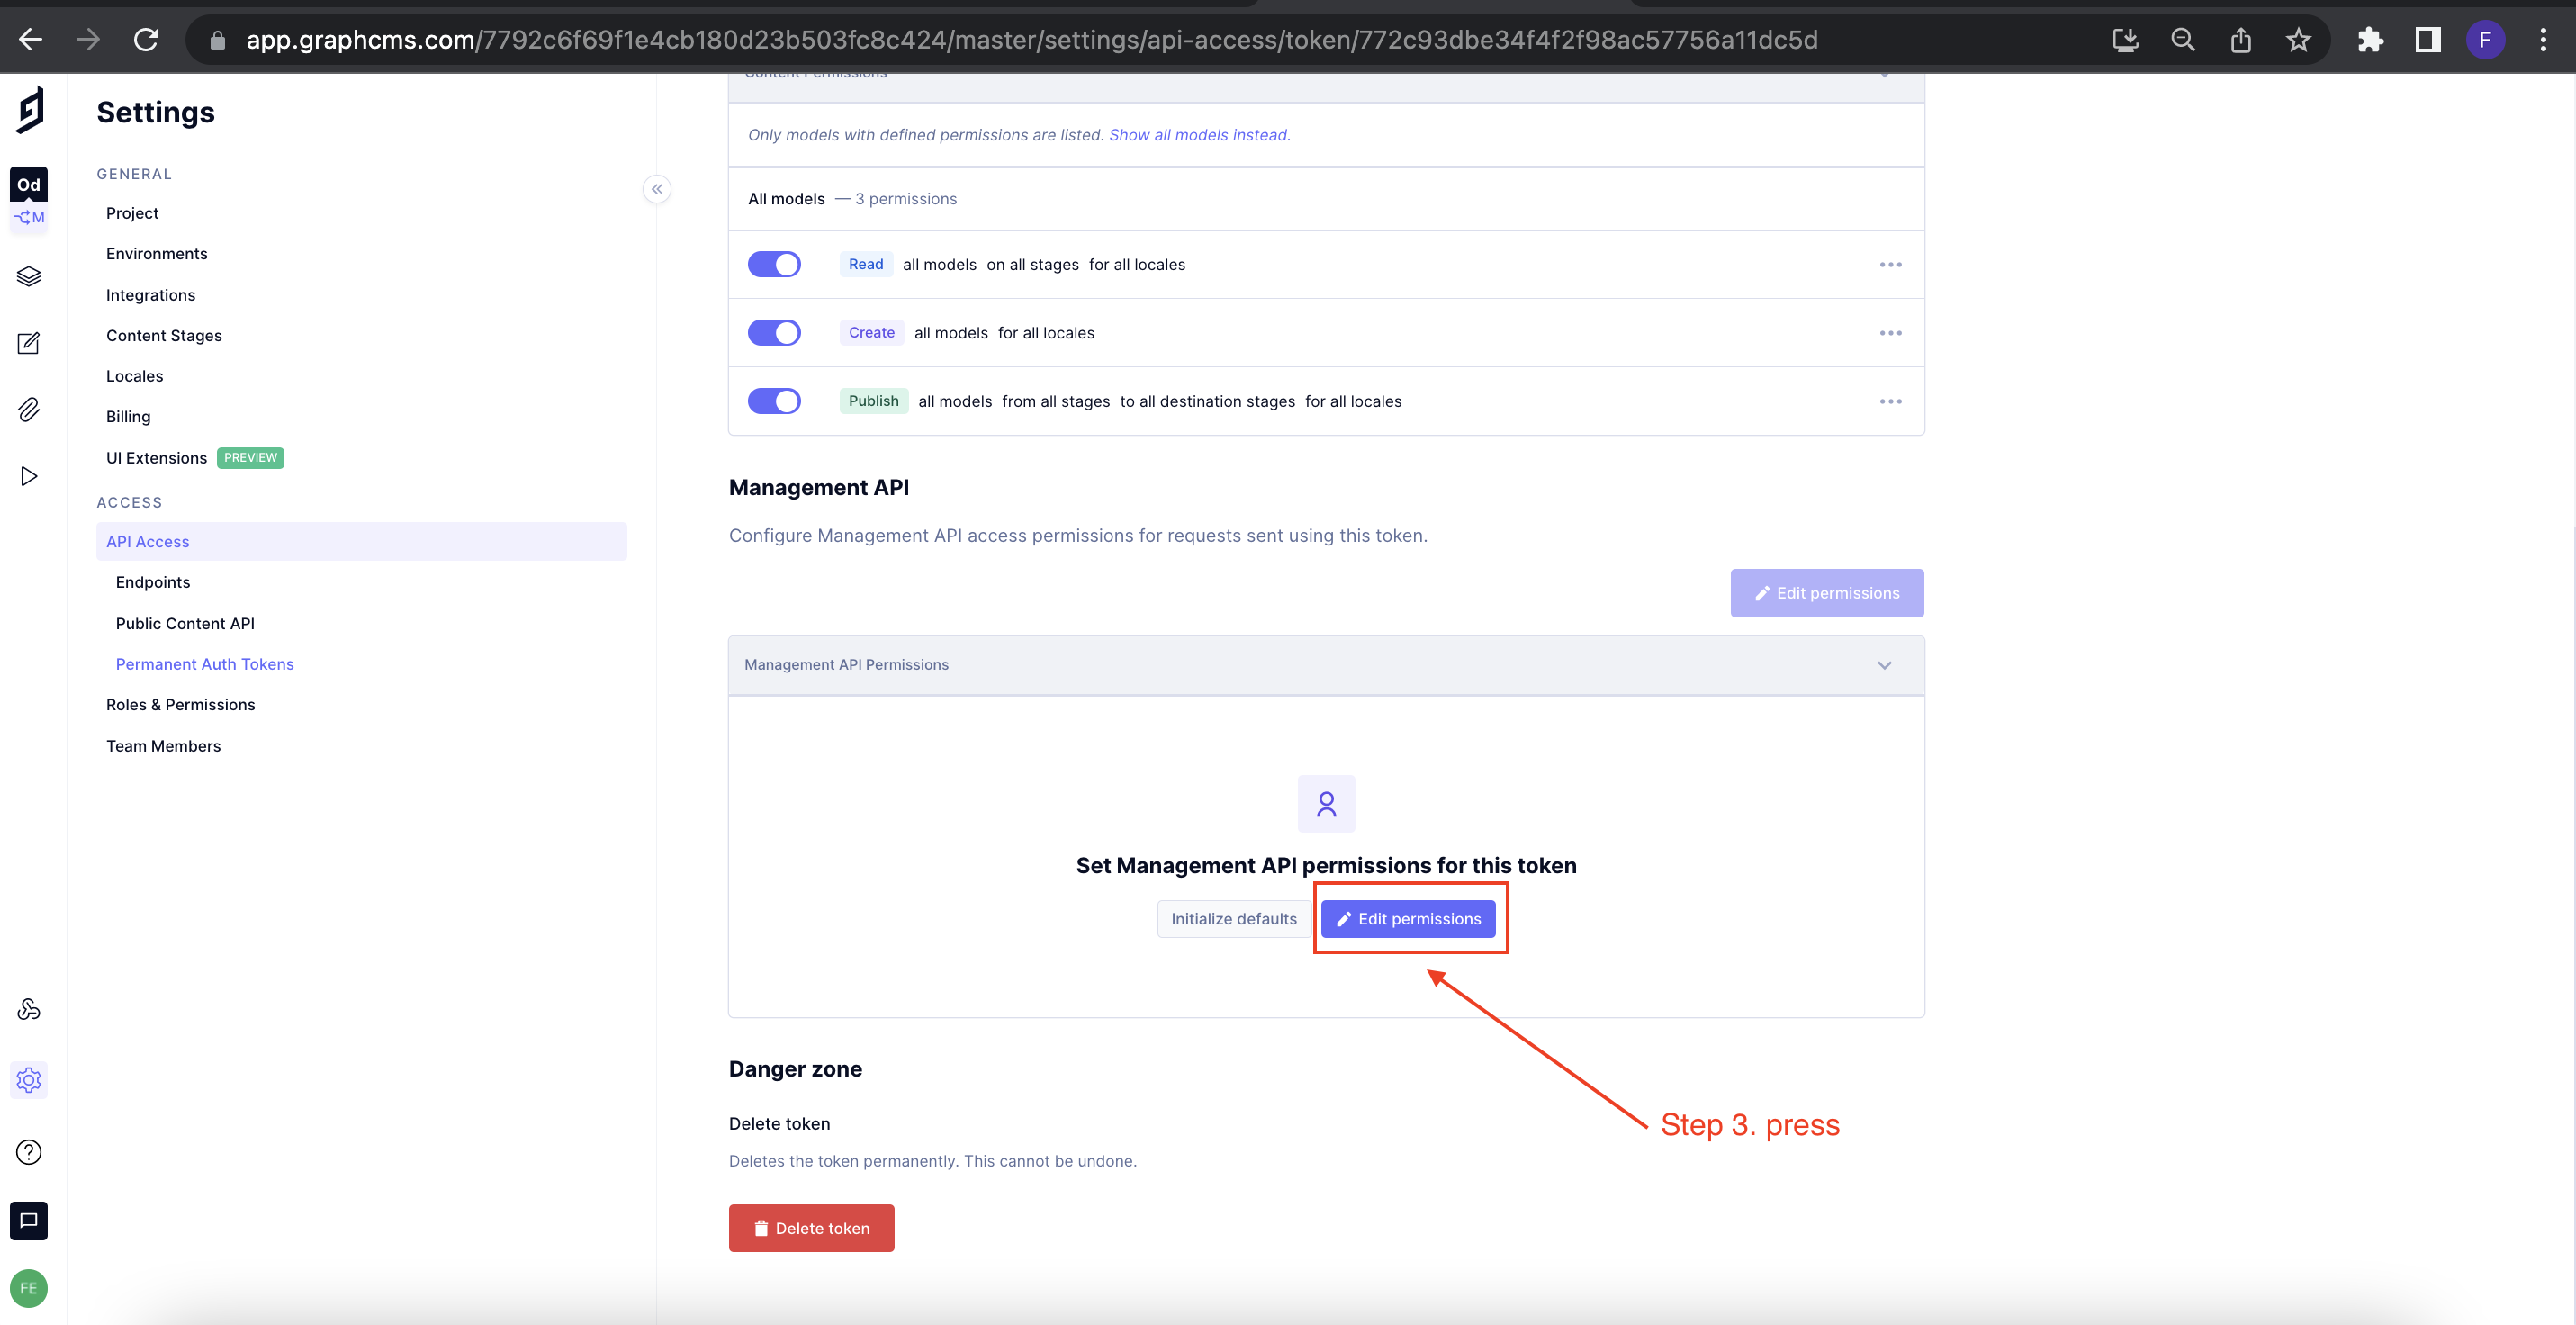 app.graphcms.com/7792c6f69f1e4cb180d23b503fc8c424/master/settings/api-access/token/772c93dbe34f4f2f98ac57756a11dc5d
F
Od
M
Settings
GENERAL
Project
Environments
Integrations
Content Stages
Locales
Billing
UI Extensions PREVIEW
ACCESS
API Access
Endpoints
Public Content API
Permanent Auth Tokens
Roles & Permissions
Team Members
FE
Content Permissions
Only models with defined permissions are listed. Show all models instead.
All models — 3 permissions
Read all models on all stages for all locales
Create all models for all locales
Publish all models from all stages to all destination stages for all locales
Management API
Configure Management API access permissions for requests sent using this token.
Edit permissions
Management API Permissions
Set Management API permissions for this token
Initialize defaults Edit permissions
Step 3. press
Danger zone
Delete token
Deletes the token permanently. This cannot be undone.
Delete token